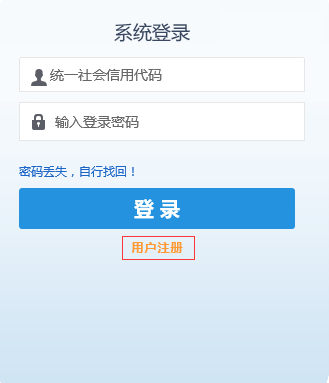 系统登录
统一社会信用代码
输入登录密码
密码丢失，自行找回！
登 录
用户注册